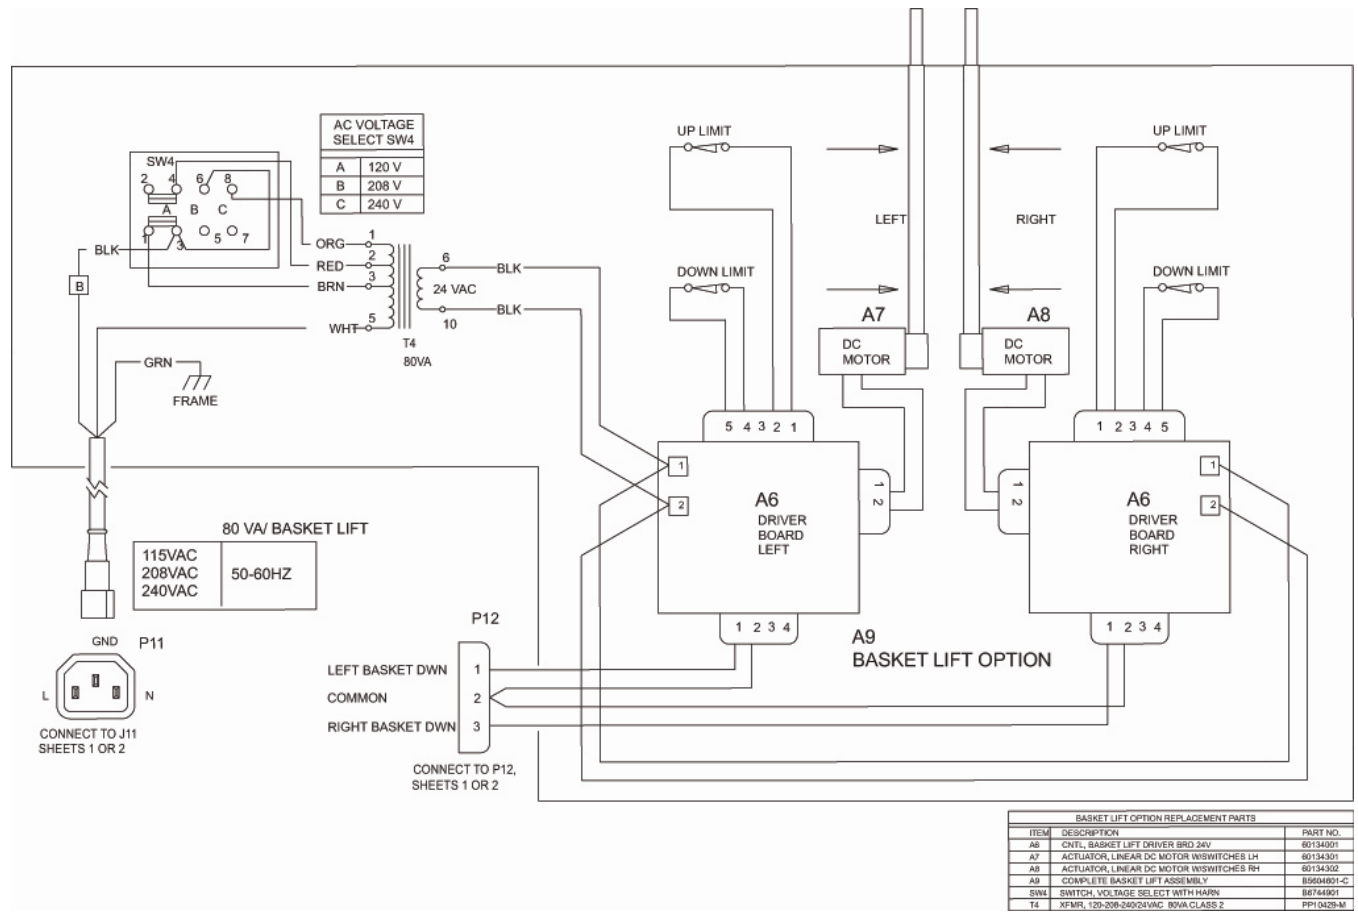 AC VOLTAGE
SELECT SW4
A 120 V
B 208 V
C 240 V
SW4
2 4 6 8
A B C
1 3 5 7
BLK
B
ORG 1
RED 2
BRN 3
WHT 5
6
24 VAC
10
BLK
BLK
T4
80VA
GRN
FRAME
UP LIMIT
DOWN LIMIT
LEFT
RIGHT
UP LIMIT
DOWN LIMIT
A7
DC
MOTOR
A8
DC
MOTOR
5 4 3 2 1
1
2
A6
DRIVER
BOARD
LEFT
1
2
1 2 3 4
1 2 3 4 5
1
2
A6
DRIVER
BOARD
RIGHT
1
2
1 2 3 4
80 VA/ BASKET LIFT
115VAC
208VAC
240VAC
50-60HZ
GND
P11
L
N
CONNECT TO J11
SHEETS 1 OR 2
P12
LEFT BASKET DWN 1
COMMON 2
RIGHT BASKET DWN 3
CONNECT TO P12,
SHEETS 1 OR 2
A9
BASKET LIFT OPTION
BASKET LIFT OPTION REPLACEMENT PARTS
ITEM DESCRIPTION PART NO.
A6 CNTL, BASKET LIFT DRIVER BRD 24V 60134001
A7 ACTUATOR, LINEAR DC MOTOR W/SWITCHES LH 60134301
A8 ACTUATOR, LINEAR DC MOTOR W/SWITCHES RH 60134302
A9 COMPLETE BASKET LIFT ASSEMBLY B5604601-C
SW4 SWITCH, VOLTAGE SELECT WITH HARN B6744901
T4 XFMR, 120-208-240/24VAC 80VA CLASS 2 PP10429-M